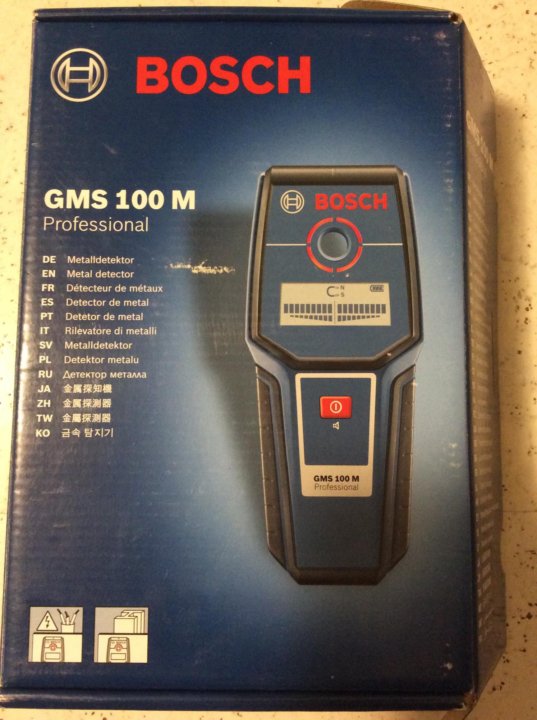 BOSCH
GMS 100 M
Professional
DE Metalldetektor
EN Metal detector
FR Détecteur de métaux
ES Detector de metal
PT Detetor de metal
IT Rilevatore di metalli
SV Metalldetektor
PL Detektor metalu
RU Детектор металла
JA 金属探知機
ZH 金属探测器
TW 金屬探測器
KO 금속 탐지기
BOSCH
N
S
GMS 100 M
Professional